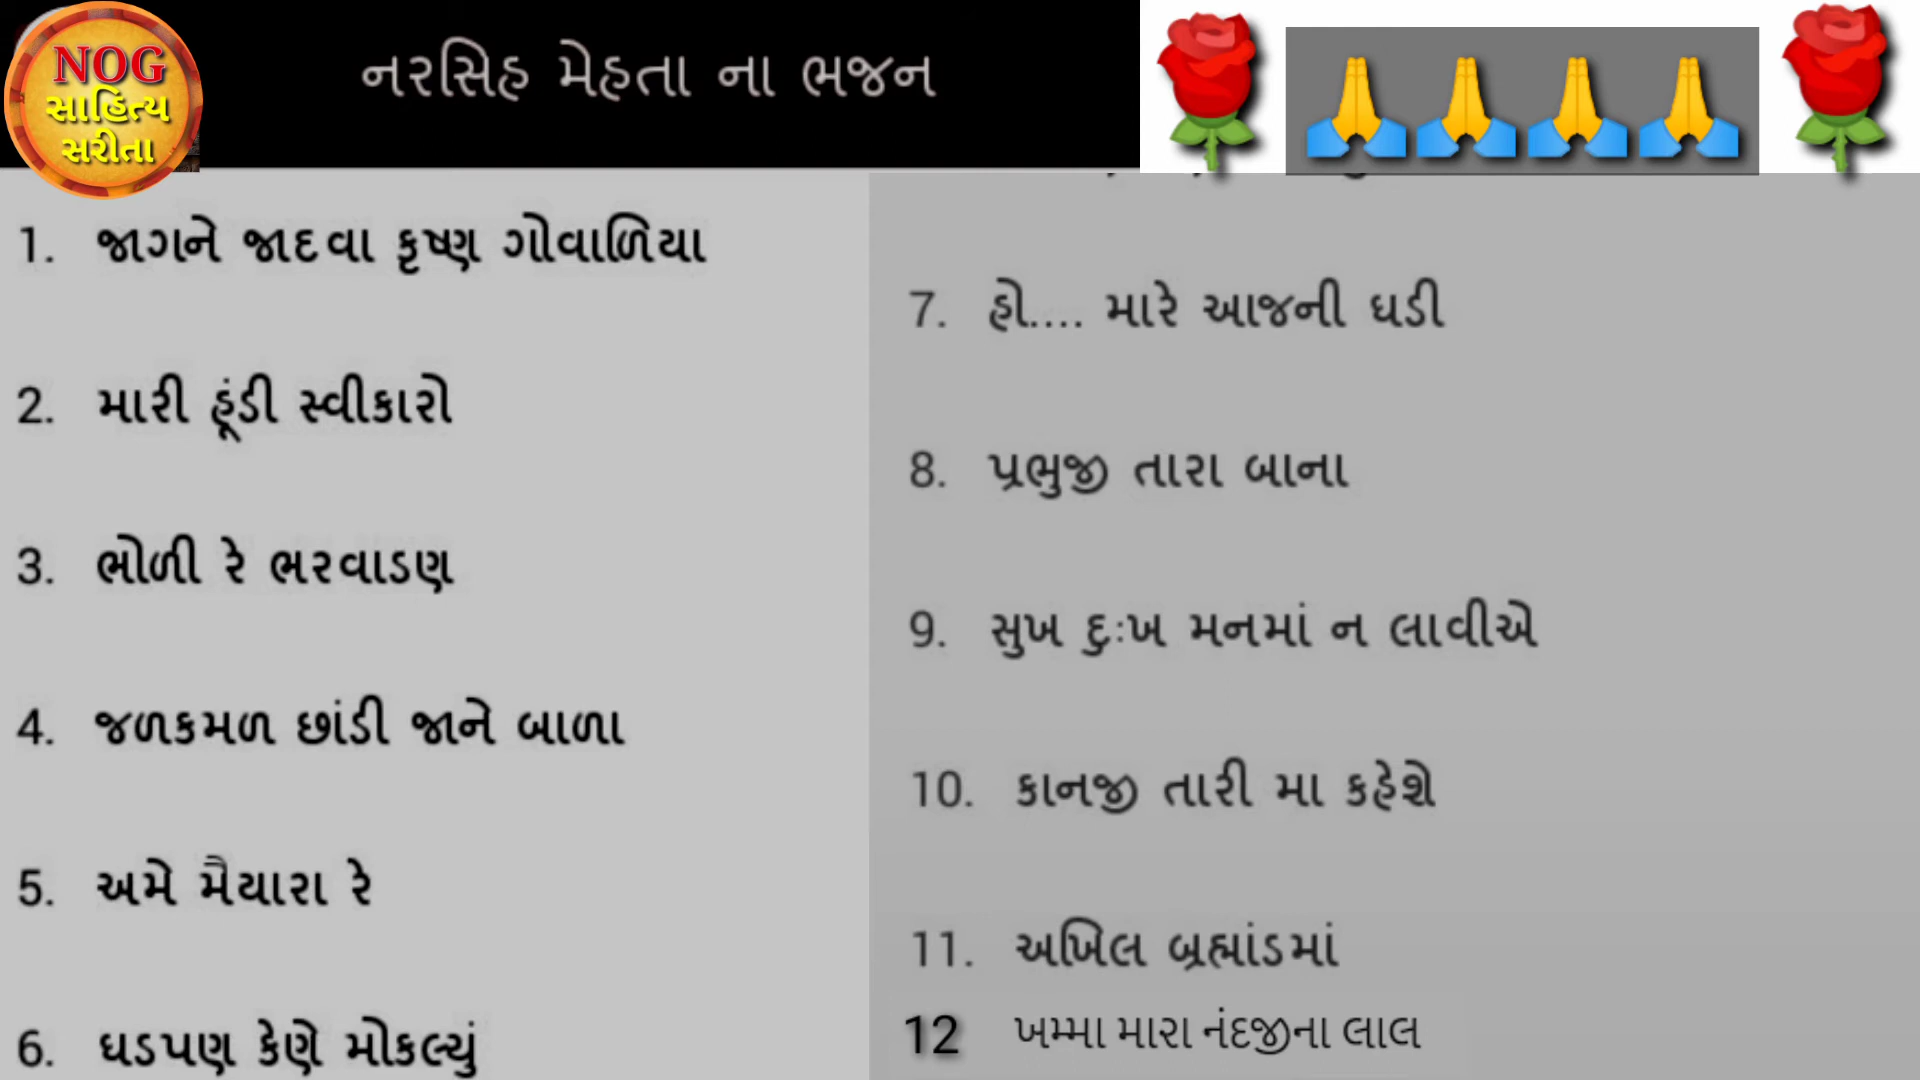 NOG
સાહિત્ય
સરીતા
નરસિહ મેહતા ના ભજન
1. જાગને જાદવા કૃષ્ણ ગોવાળિયા
2. મારી હૂંડી સ્વીકારો
3. ભોળી રે ભરવાડણ
4. જળકમળ છાંડી જાને બાળા
5. અમે મૈયારા રે
6. ઘડપણ કેણે મોકલ્યું
7. હો.... મારે આજની ઘડી
8. પ્રભુજી તારા બાના
9. સુખ દુઃખ મનમાં ન લાવીએ
10. કાનજી તારી મા કહેશે
11. અખિલ બ્રહ્માંડમાં
12 ખમ્મા મારા નંદજીના લાલ